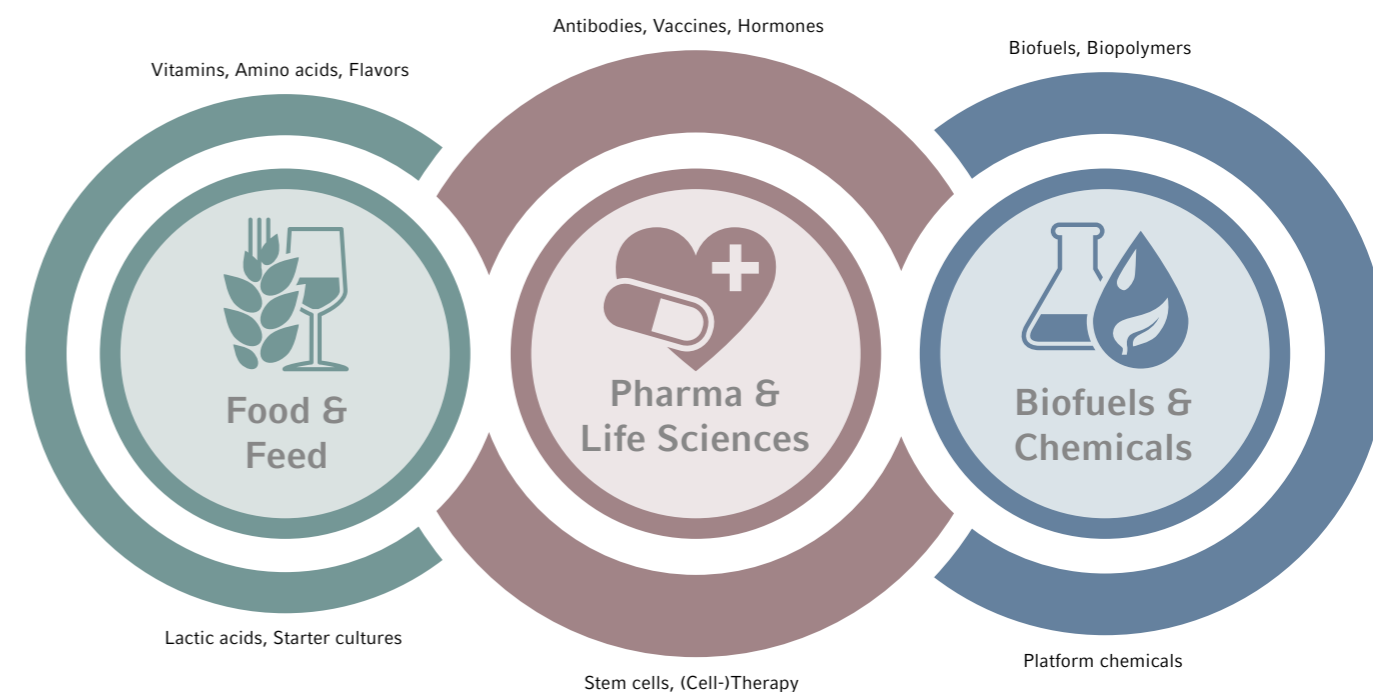 Antibodies, Vaccines, Hormones
Biofuels, Biopolymers
Vitamins, Amino acids, Flavors
Food &
Feed
Pharma &
Life Sciences
Biofuels &
Chemicals
Lactic acids, Starter cultures
Platform chemicals
Stem cells, (Cell-)Therapy